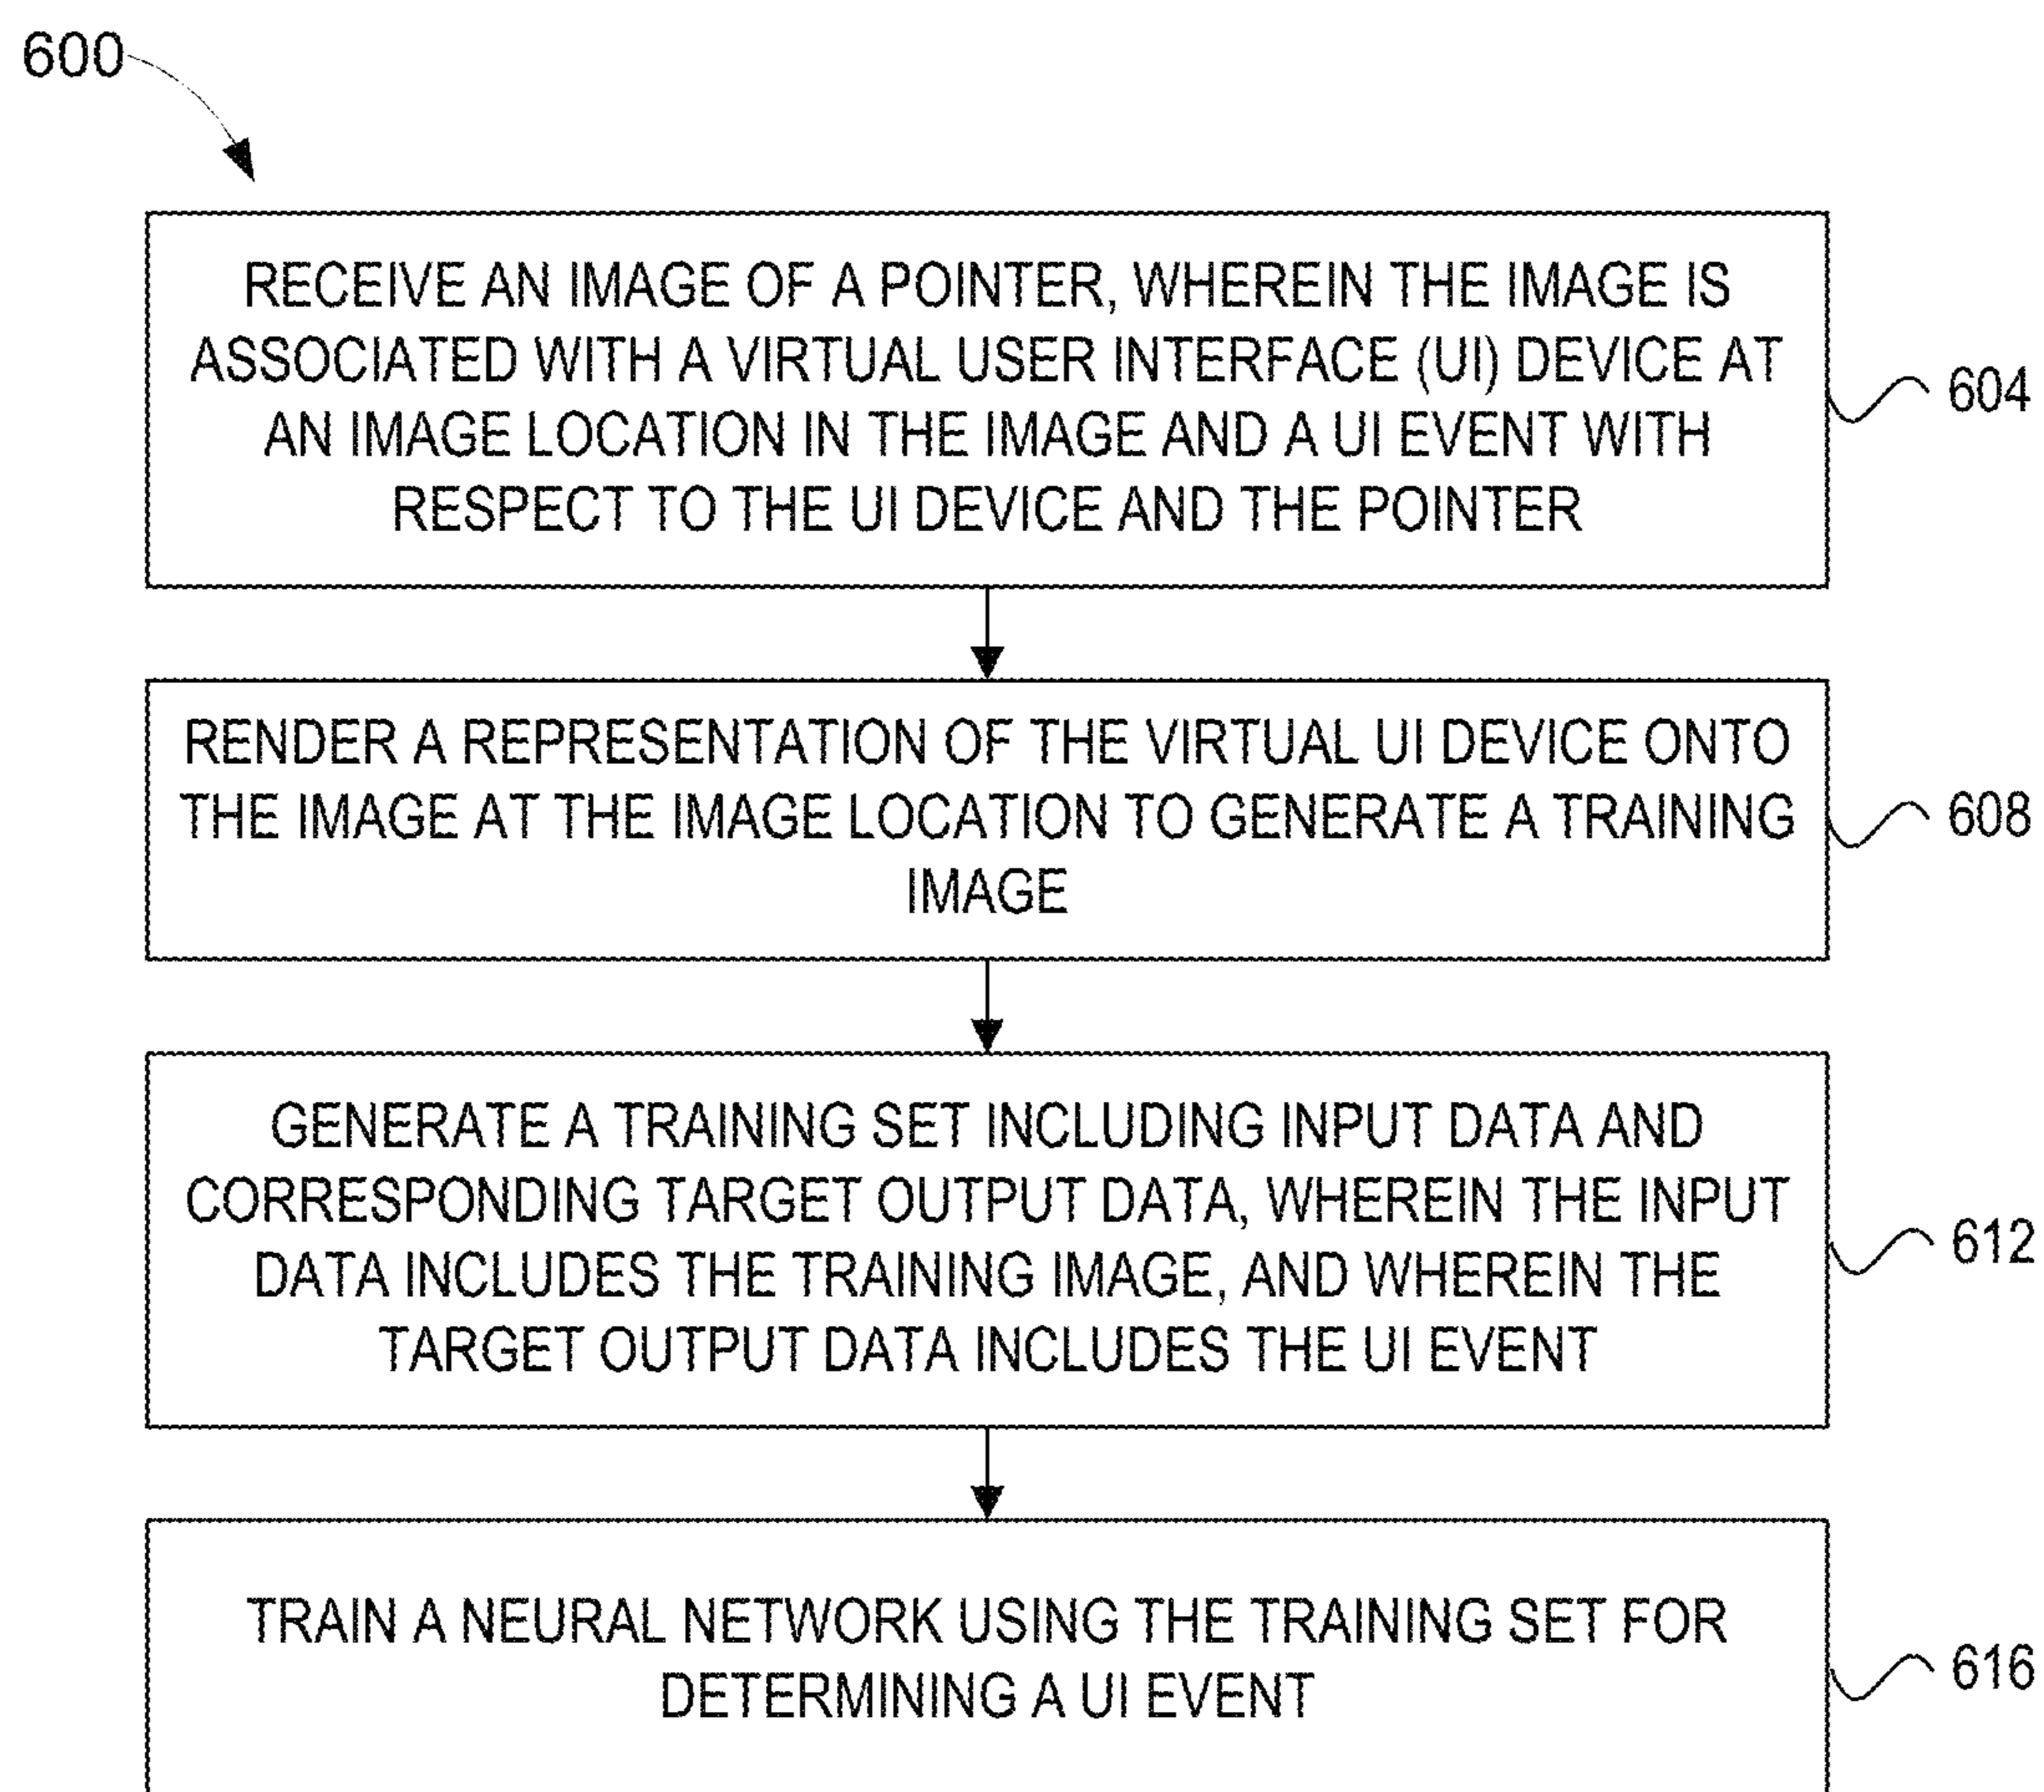 600
RECEIVE AN IMAGE OF A POINTER, WHEREIN THE IMAGE IS
ASSOCIATED WITH A VIRTUAL USER INTERFACE (UI) DEVICE AT
AN IMAGE LOCATION IN THE IMAGE AND A UI EVENT WITH
RESPECT TO THE UI DEVICE AND THE POINTER
604
RENDER A REPRESENTATION OF THE VIRTUAL UI DEVICE ONTO
THE IMAGE AT THE IMAGE LOCATION TO GENERATE A TRAINING
IMAGE
608
GENERATE A TRAINING SET INCLUDING INPUT DATA AND
CORRESPONDING TARGET OUTPUT DATA, WHEREIN THE INPUT
DATA INCLUDES THE TRAINING IMAGE, AND WHEREIN THE
TARGET OUTPUT DATA INCLUDES THE UI EVENT
612
TRAIN A NEURAL NETWORK USING THE TRAINING SET FOR
DETERMINING A UI EVENT
616